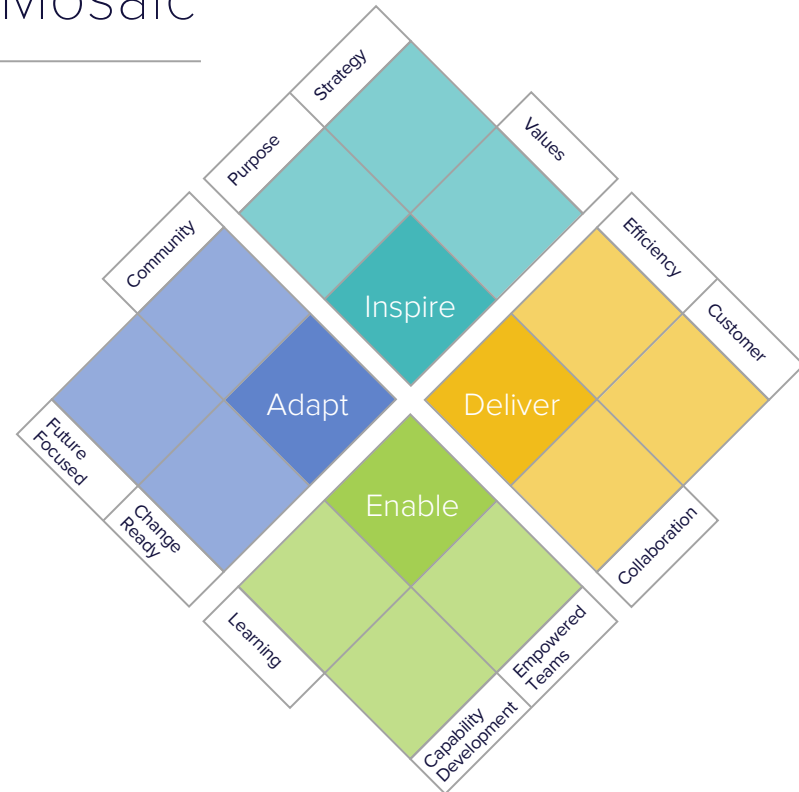 Mosaic
Strategy
Purpose
Values
Community
Efficiency
Customer
Inspire
Adapt
Deliver
Future
Focused
Change
Ready
Enable
Collaboration
Learning
Empowered
Teams
Capability
Development